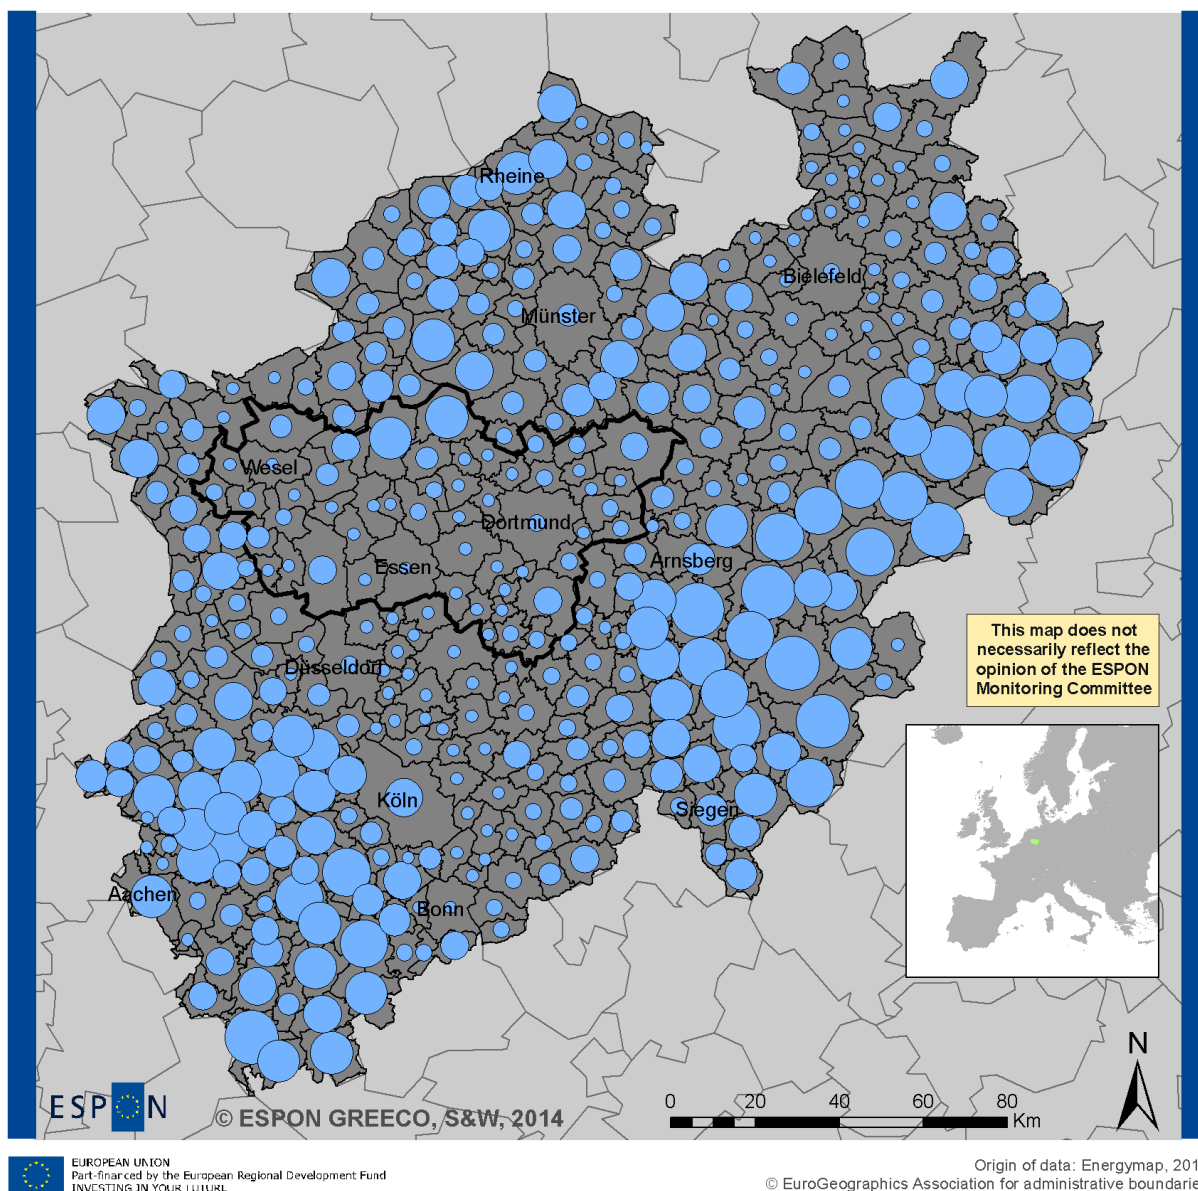 Rheine
Bielefeld
Münster
Wesel
Dortmund
Essen
Arnsberg
Düsseldorf
Köln
Siegen
Aachen
Bonn
This map does not
necessarily reflect the
opinion of the ESPON
Monitoring Committee
N
0 20 40 60 80
Km
ESPON
© ESPON GREECO, S&W, 2014
EUROPEAN UNION
Part-financed by the European Regional Development Fund
INVESTING IN YOUR FUTURE
Origin of data: Energymap, 201
© EuroGeographics Association for administrative boundarie